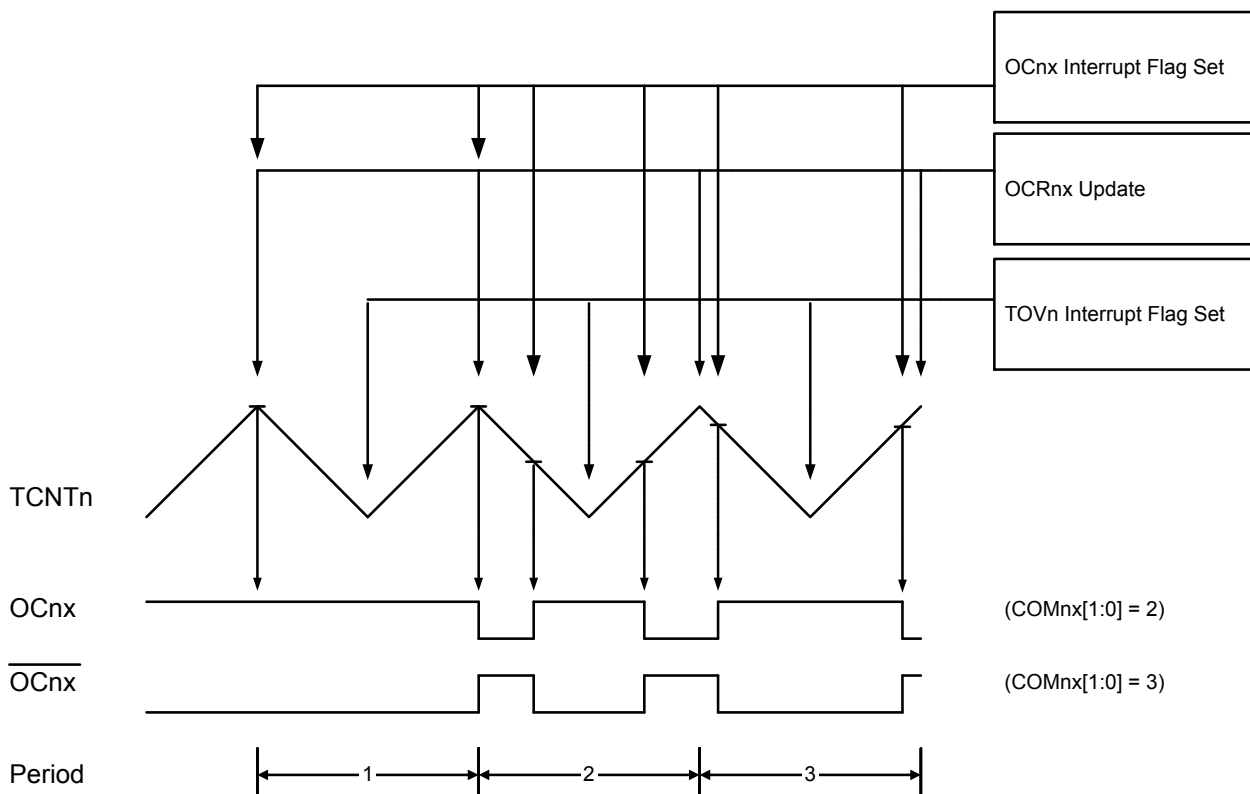 OCnx Interrupt Flag Set
OCRnx Update
TOVn Interrupt Flag Set
TCNTn
OCnx
(COMnx[1:0] = 2)
OCnx
(COMnx[1:0] = 3)
Period
1
2
3